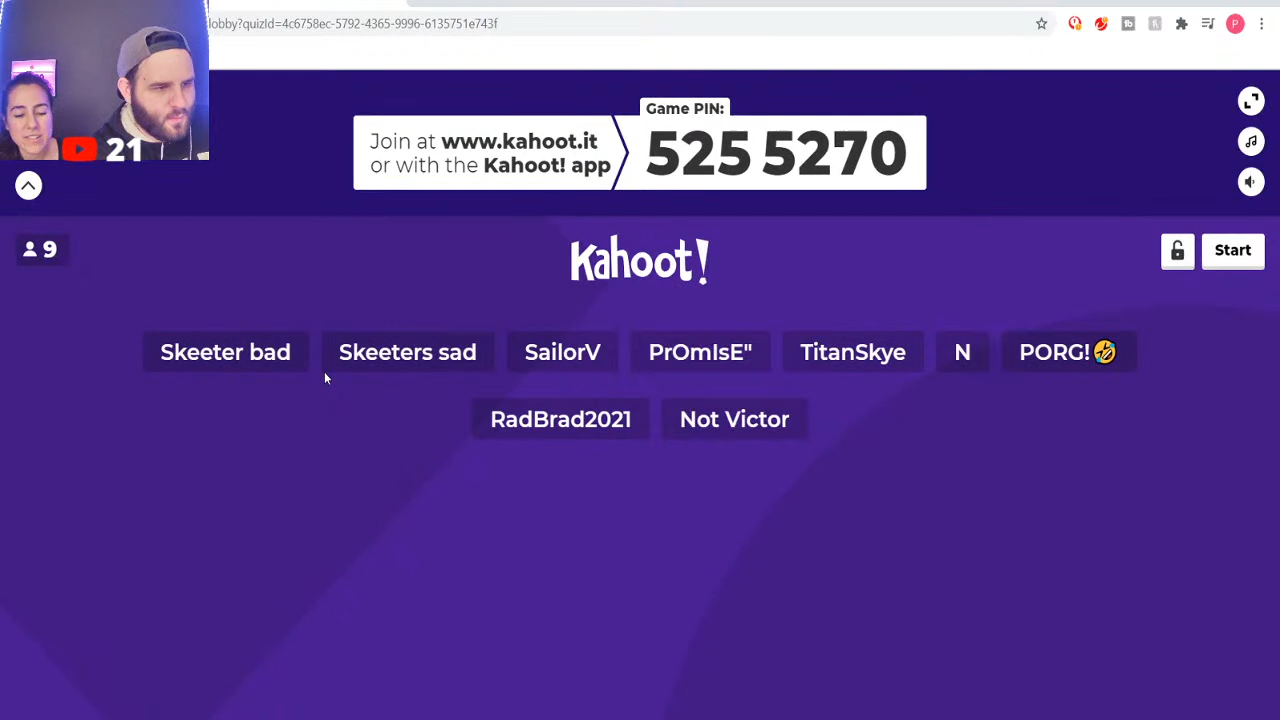 lobby?quizId=4c6758ec-5792-4365-9996-6135751e743f
P
21
Game PIN:
Join at www.kahoot.it
or with the Kahoot! app
525 5270
9
Kahoot!
Start
Skeeter bad
Skeeters sad
SailorV
PrOmIsE"
TitanSkye
N
PORG!🤣
RadBrad2021
Not Victor